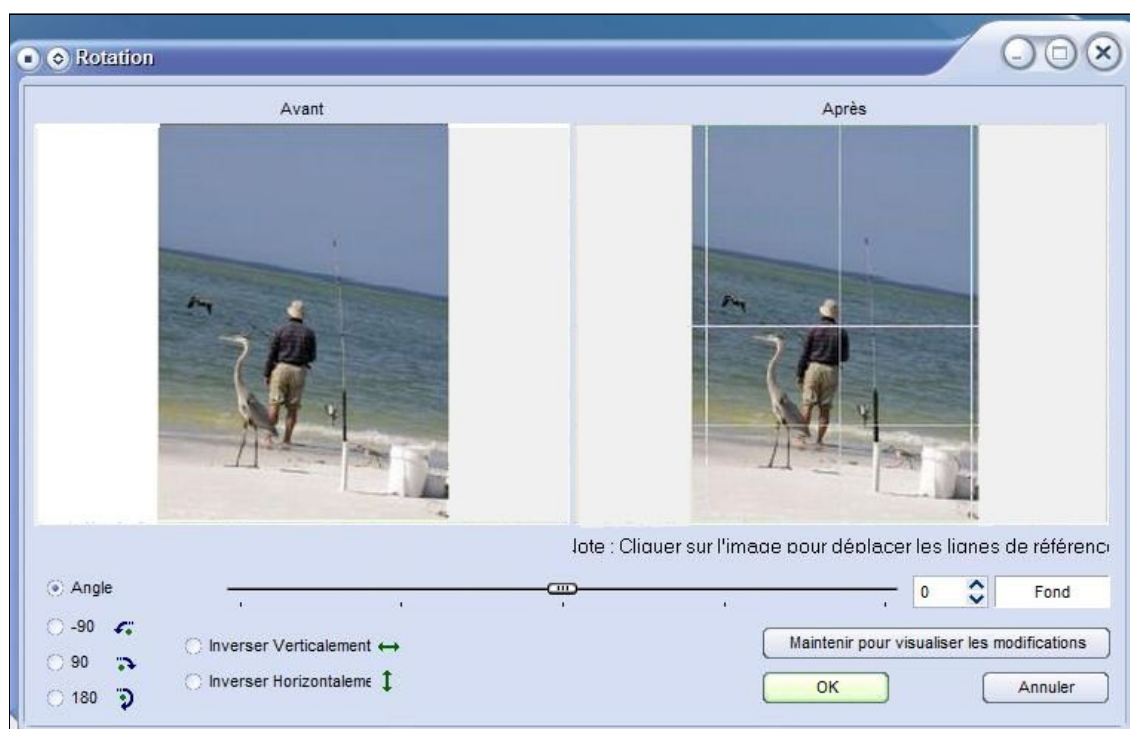 Rotation
Avant
Après
Note : Cliquer sur l'image pour déplacer les lignes de référenc
Angle
0
Fond
-90
90
180
Inverser Verticalement
Inverser Horizontaleme
Maintenir pour visualiser les modifications
OK
Annuler